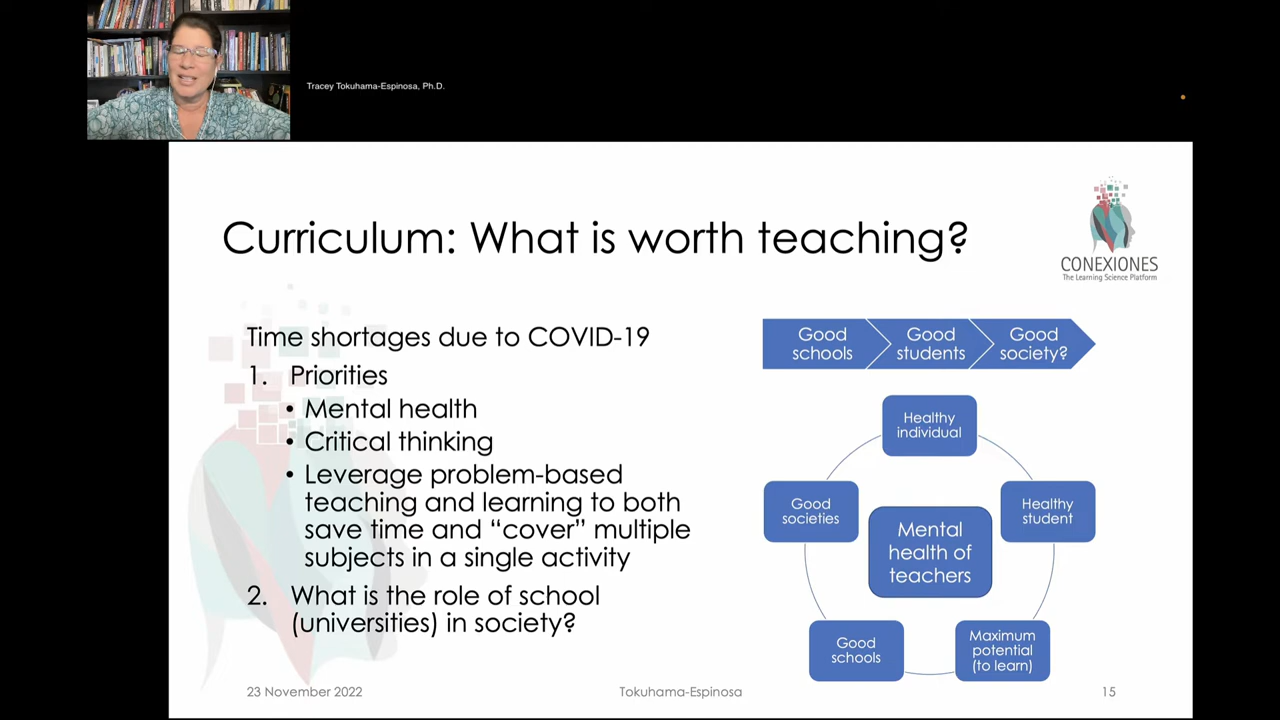 Tracey Tokuhama-Espinosa, Ph.D.
Curriculum: What is worth teaching?
CONEXIONES
The Learning Science Platform
Time shortages due to COVID-19
1. Priorities
• Mental health
• Critical thinking
• Leverage problem-based
teaching and learning to both
save time and “cover” multiple
subjects in a single activity
2. What is the role of school
(universities) in society?
Good
schools
Good
students
Good
society?
Healthy
individual
Healthy
student
Maximum
potential
(to learn)
Good
schools
Good
societies
Mental
health of
teachers
23 November 2022
Tokuhama-Espinosa
15